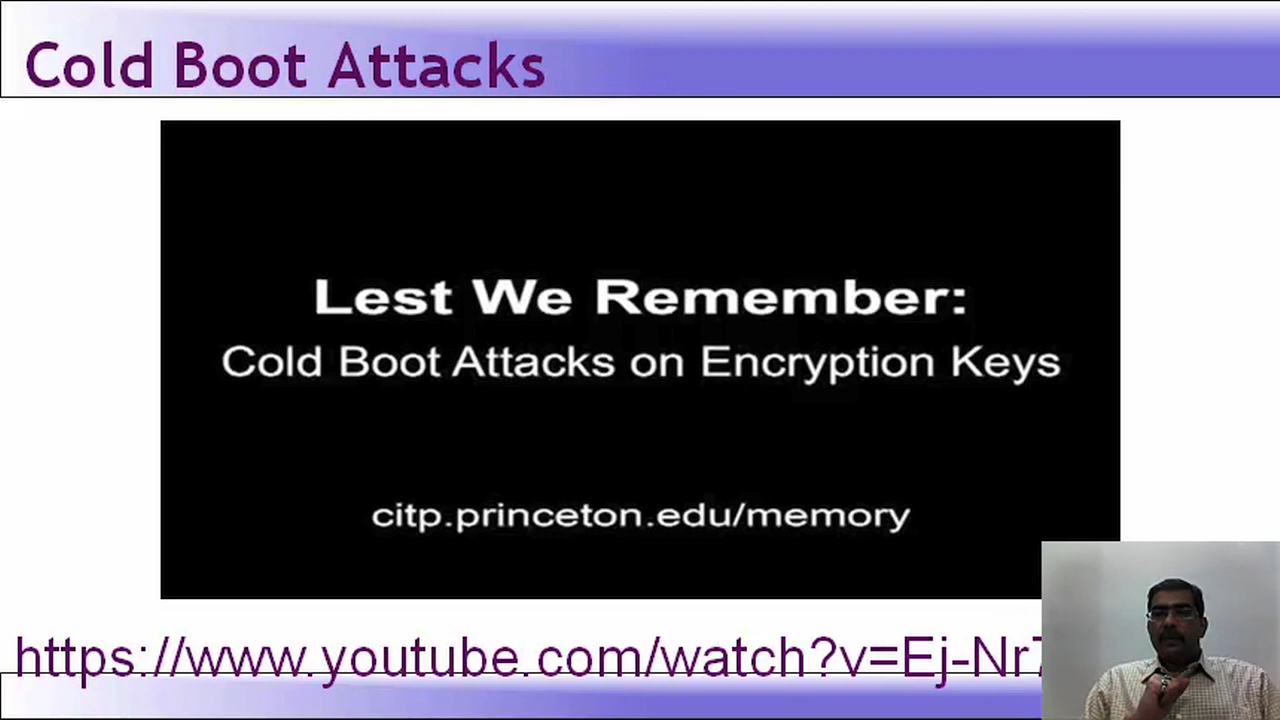 Cold Boot Attacks
Lest We Remember:
Cold Boot Attacks on Encryption Keys
citp.princeton.edu/memory
https://www.youtube.com/watch?v=Ej-Nr7